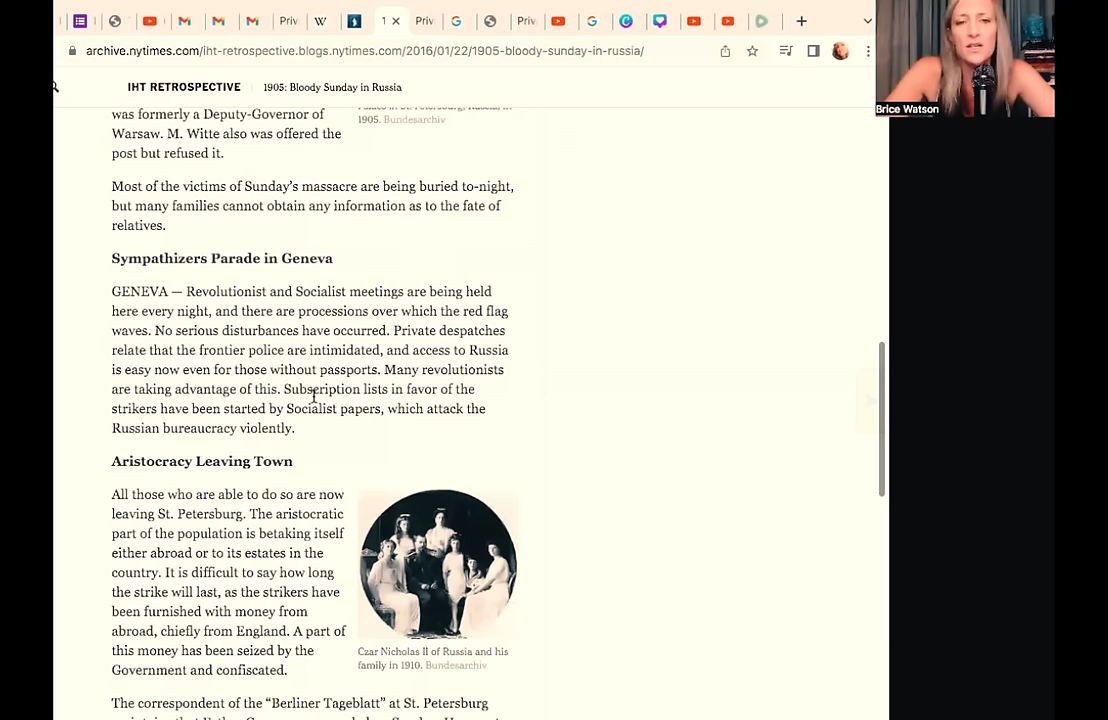 Priv
W
1
Priv
G
Priv
G
archive.nytimes.com/iht-retrospective.blogs.nytimes.com/2016/01/22/1905-bloody-sunday-in-russia/
IHT RETROSPECTIVE
1905: Bloody Sunday in Russia
Brice Watson
was formerly a Deputy-Governor of
Warsaw. M. Witte also was offered the
post but refused it.
1905. Bundesarchiv
Most of the victims of Sunday’s massacre are being buried to-night,
but many families cannot obtain any information as to the fate of
relatives.
Sympathizers Parade in Geneva
GENEVA — Revolutionist and Socialist meetings are being held
here every night, and there are processions over which the red flag
waves. No serious disturbances have occurred. Private despatches
relate that the frontier police are intimidated, and access to Russia
is easy now even for those without passports. Many revolutionists
are taking advantage of this. Subscription lists in favor of the
strikers have been started by Socialist papers, which attack the
Russian bureaucracy violently.
Aristocracy Leaving Town
All those who are able to do so are now
leaving St. Petersburg. The aristocratic
part of the population is betaking itself
either abroad or to its estates in the
country. It is difficult to say how long
the strike will last, as the strikers have
been furnished with money from
abroad, chiefly from England. A part of
this money has been seized by the
Government and confiscated.
Czar Nicholas II of Russia and his
family in 1910. Bundesarchiv
The correspondent of the “Berliner Tageblatt” at St. Petersburg